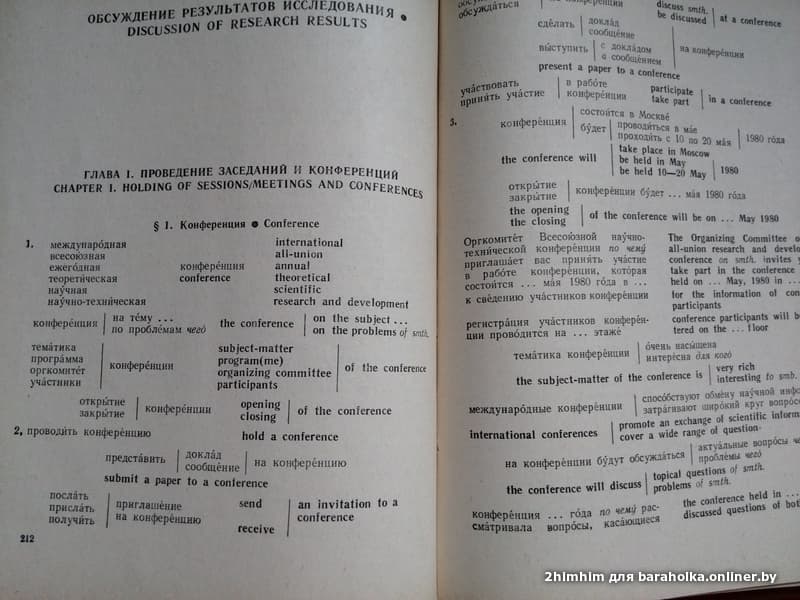 ОБСУЖДЕНИЕ РЕЗУЛЬТАТОВ ИССЛЕДОВАНИЯ •
DISCUSSION OF RESEARCH RESULTS
ГЛАВА I. ПРОВЕДЕНИЕ ЗАСЕДАНИЙ И КОНФЕРЕНЦИЙ
CHAPTER I. HOLDING OF SESSIONS/MEETINGS AND CONFERENCES
§ 1. Конференция • Conference
1. междунаро́дная international
всесою́зная all-union
ежего́дная конфере́нция annual
теорети́ческая conference theoretical
нау́чная scientific
нау́чно-техни́ческая research and development
конфере́нция на те́му ... the conference on the subject ...
по пробле́мам чего́ on the problems of smth.
тема́тика subject-matter
програ́мма конфере́нции program(me) of the conference
оргкомите́т organizing committee
уча́стники participants
откры́тие конфере́нции opening of the conference
закры́тие closing
2. проводи́ть конфере́нцию hold a conference
предста́вить докла́д на конфере́нцию
сообще́ние
submit a paper to a conference
посла́ть send an invitation to a
присла́ть приглаше́ние conference
получи́ть на конфере́нцию receive
212
обсужда́ться discuss smth. at a conference
be discussed
сде́лать докла́д
сообще́ние
вы́ступить с докла́дом на конфере́нции
с сообще́нием
present a paper to a conference
уча́ствовать в рабо́те participate in a conference
приня́ть уча́стие конфере́нции take part
3. состои́тся в Москве́
конфере́нция бу́дет проводи́ться в ма́е 1980 го́да
проходи́ть с 10 по 20 ма́я
take place in Moscow
the conference will be held in May 1980
be held 10—20 May
откры́тие конфере́нции бу́дет ... ма́я 1980 го́да
закры́тие
the opening of the conference will be on ... May 1980
the closing
Оргкомите́т Всесою́зной нау́чно- The Organizing Committee
техни́ческой конфере́нции по чему́ all-union research and
приглаша́ет вас приня́ть уча́стие conference on smth. invites
в рабо́те конфере́нции, кото́рая take part in the conference
состои́тся ... ма́я 1980 го́да в ... held on ... May, 1980 in ...
к све́дению уча́стников конфере́нции for the information of
participants
регистра́ция уча́стников конфере́н- conference participants will
ции прово́дится на ... этаже́ on the ... floor
тема́тика конфере́нции о́чень насы́щена
интере́сна для кого́
the subject-matter of the conference is very rich
interesting to smb.
междунаро́дные конфере́нции спосо́бствуют обме́ну нау́чной
затра́гивают широ́кий круг
international conferences promote an exchange of scientific
cover a wide range of
на конфере́нции бу́дут обсужда́ться актуа́льные вопро́сы
пробле́мы чего́
the conference will discuss topical questions of smth.
problems of smth.
конфере́нция ... го́да по чему́ рас- the conference held in ...
сма́тривала вопро́сы, каса́ющиеся discussed questions of
2hlmhlm для baraholka.onliner.by